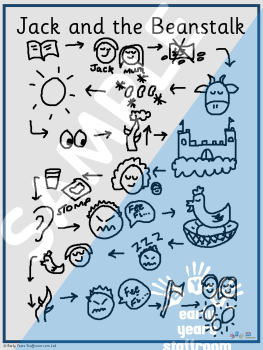 Jack and the Beanstalk
Jack Mum
SAMPLE
STOMP
Fee
Fi..
zzz
Fee
Fi..
early
years
staffroom